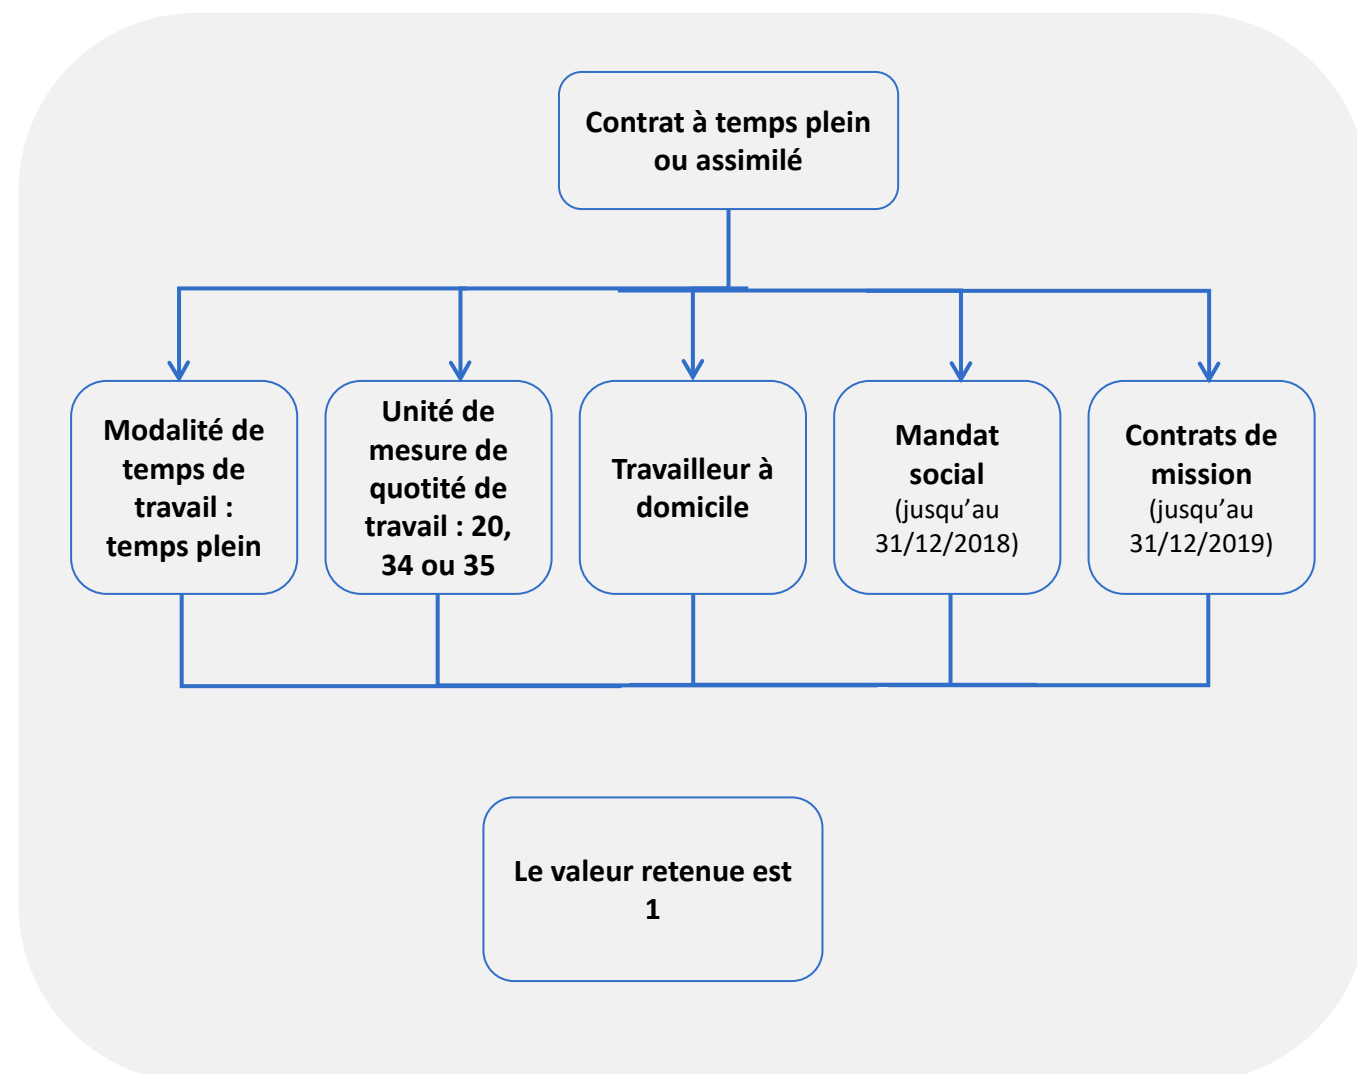 Contrat à temps plein
ou assimilé
Modalité de
temps de
travail :
temps plein
Unité de
mesure de
quotité de
travail : 20,
34 ou 35
Travailleur à
domicile
Mandat
social
(jusqu’au
31/12/2018)
Contrats de
mission
(jusqu’au
31/12/2019)
Le valeur retenue est
1